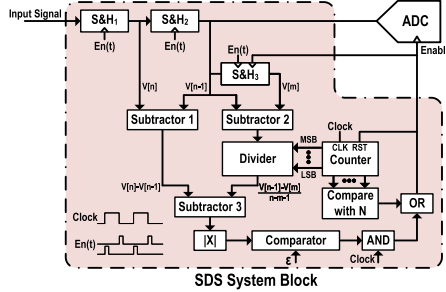 Input Signal
S&H1
S&H2
ADC
En(t)
En(t)
En(t)
Enabl
S&H3
V[n]
V[n-1]
V[m]
Subtractor 1
Subtractor 2
Clock
MSB
CLK RST
Divider
Counter
LSB
V[n]-V[n-1]
V[n-1]-V[m]
n-m-1
Compare
with N
OR
Subtractor 3
Clock
En(t)
|X|
Comparator
AND
ε
Clock
SDS System Block